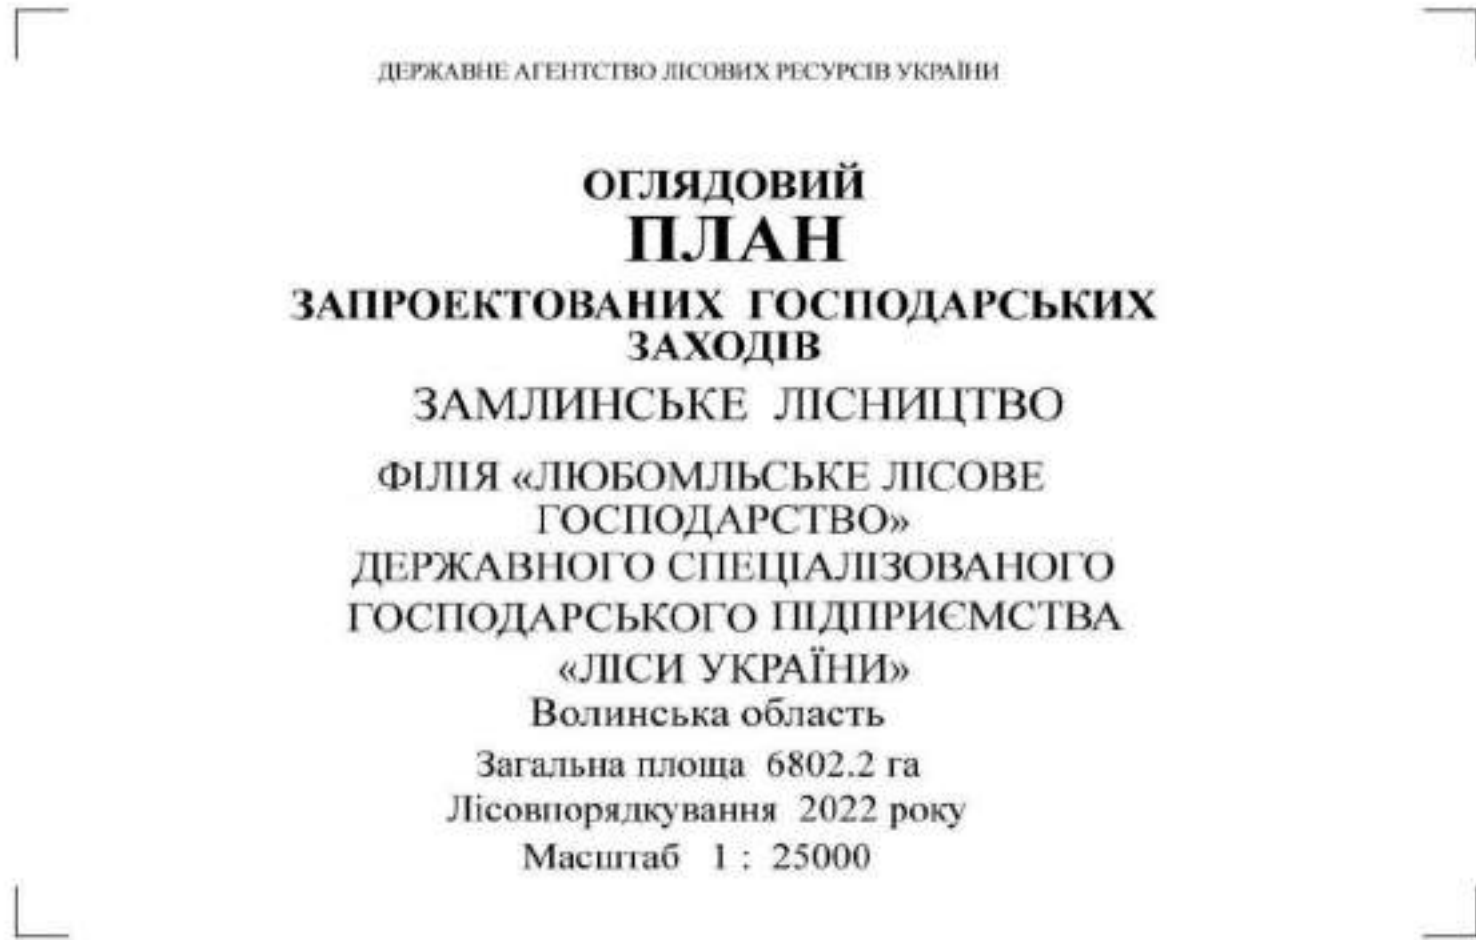 ДЕРЖАВНЕ АГЕНТСТВО ЛІСОВИХ РЕСУРСІВ УКРАЇНИ
ОГЛЯДОВИЙ
ПЛАН
ЗАПРОЕКТОВАНИХ ГОСПОДАРСЬКИХ
ЗАХОДІВ
ЗАМЛИНСЬКЕ ЛІСНИЦТВО
ФІЛІЯ «ЛЮБОМЛЬСЬКЕ ЛІСОВЕ
ГОСПОДАРСТВО»
ДЕРЖАВНОГО СПЕЦІАЛІЗОВАНОГО
ГОСПОДАРСЬКОГО ПІДПРИЄМСТВА
«ЛІСИ УКРАЇНИ»
Волинська область
Загальна площа 6802.2 га
Лісовпорядкування 2022 року
Масштаб 1 : 25000